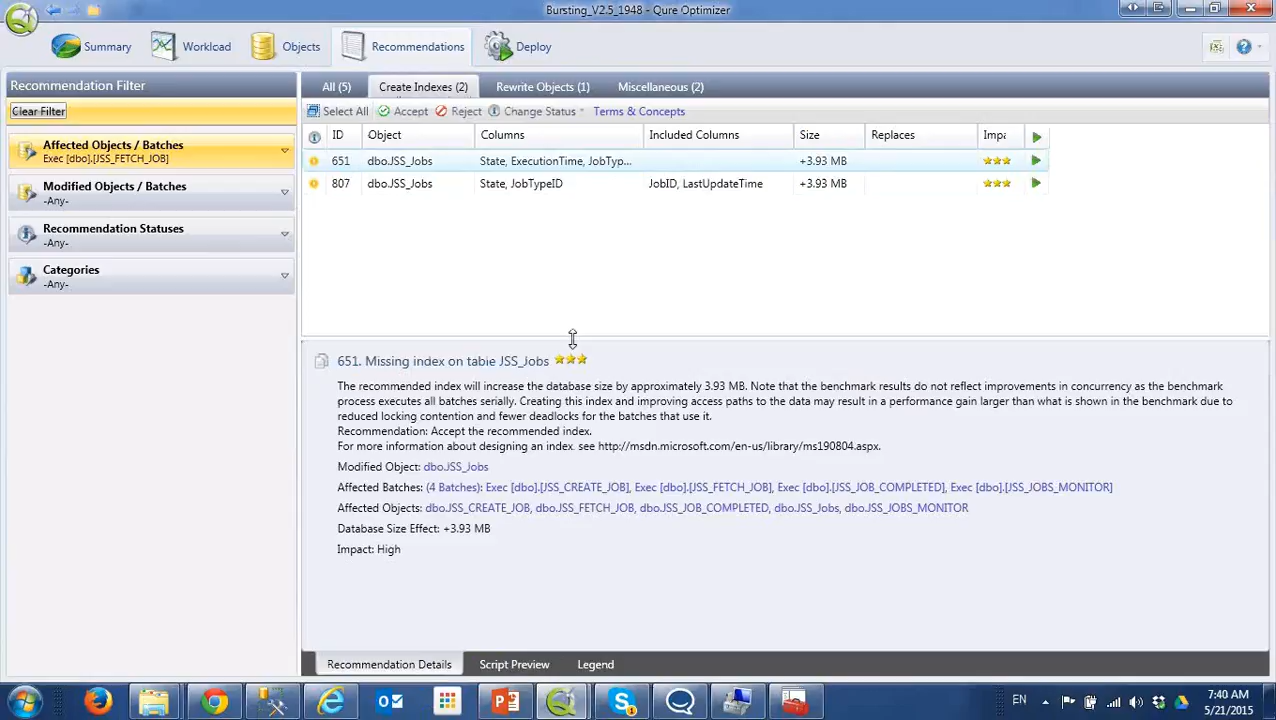 Bursting_V2.5_1948 - Qure Optimizer
Summary
Workload
Objects
Recommendations
Deploy
Recommendation Filter
Clear Filter
Affected Objects / Batches
Exec [dbo].[JSS_FETCH_JOB]
Modified Objects / Batches
-Any-
Recommendation Statuses
-Any-
Categories
-Any-
All (5)
Create Indexes (2)
Rewrite Objects (1)
Miscellaneous (2)
Select All
Accept
Reject
Change Status
Terms & Concepts
ID Object Columns Included Columns Size Replaces Impa
651 dbo.JSS_Jobs State, ExecutionTime, JobTyp... +3.93 MB
807 dbo.JSS_Jobs State, JobTypeID JobID, LastUpdateTime +3.93 MB
651. Missing index on table JSS_Jobs
The recommended index will increase the database size by approximately 3.93 MB. Note that the benchmark results do not reflect improvements in concurrency as the benchmark
process executes all batches serially. Creating this index and improving access paths to the data may result in a performance gain larger than what is shown in the benchmark due to
reduced locking contention and fewer deadlocks for the batches that use it.
Recommendation: Accept the recommended index.
For more information about designing an index, see http://msdn.microsoft.com/en-us/library/ms190804.aspx.
Modified Object: dbo.JSS_Jobs
Affected Batches: (4 Batches): Exec [dbo].[JSS_CREATE_JOB], Exec [dbo].[JSS_FETCH_JOB], Exec [dbo].[JSS_JOB_COMPLETED], Exec [dbo].[JSS_JOBS_MONITOR]
Affected Objects: dbo.JSS_CREATE_JOB, dbo.JSS_FETCH_JOB, dbo.JSS_JOB_COMPLETED, dbo.JSS_Jobs, dbo.JSS_JOBS_MONITOR
Database Size Effect: +3.93 MB
Impact: High
Recommendation Details
Script Preview
Legend
EN
7:40 AM
5/21/2015